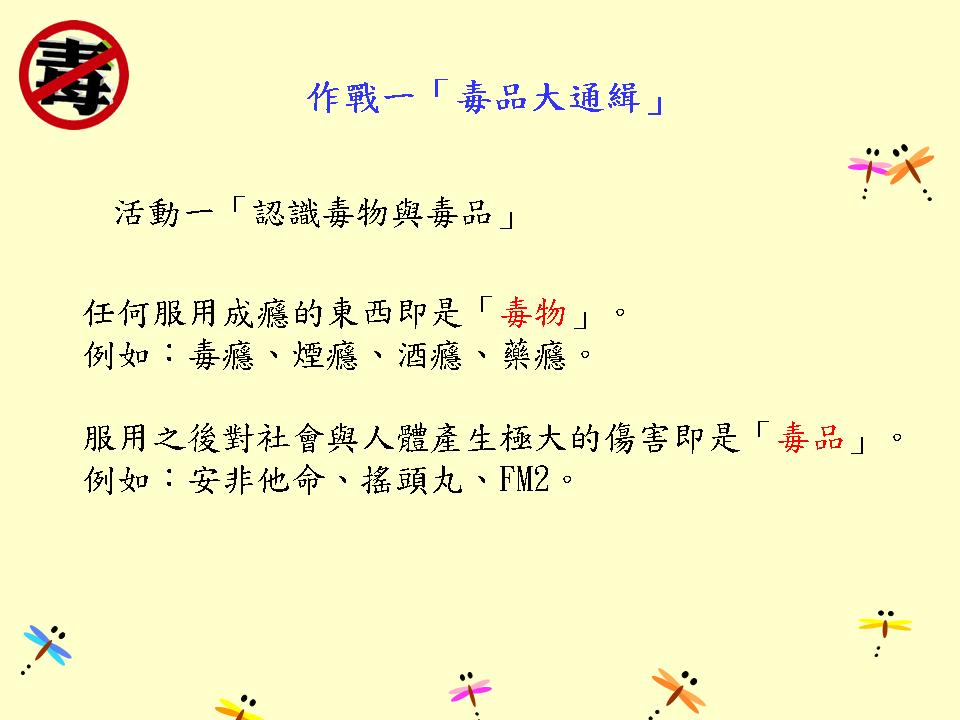 毒
作戰一「毒品大通緝」
活動一「認識毒物與毒品」
任何服用成癮的東西即是「毒物」。
例如：毒癮、煙癮、酒癮、藥癮。
服用之後對社會與人體產生極大的傷害即是「毒品」。
例如：安非他命、搖頭丸、FM2。